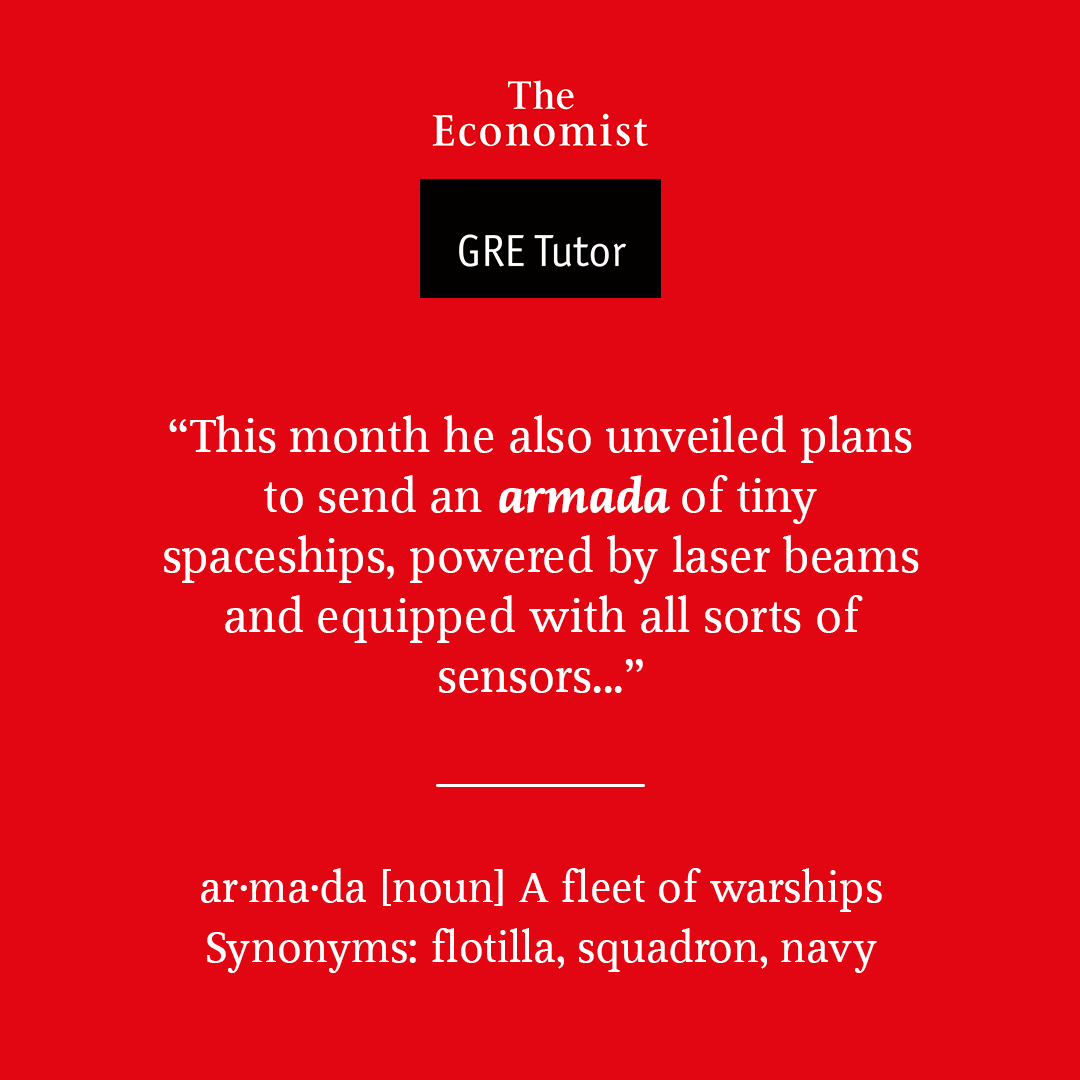 The
Economist
GRE Tutor
“This month he also unveiled plans
to send an armada of tiny
spaceships, powered by laser beams
and equipped with all sorts of
sensors...”
ar·ma·da [noun] A fleet of warships
Synonyms: flotilla, squadron, navy